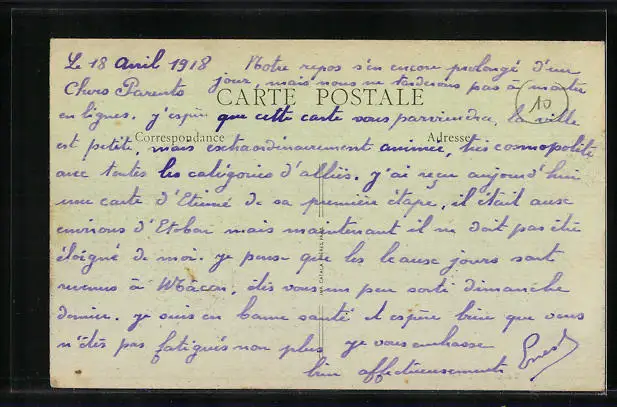 Le 18 Avril 1918 Notre repos s'en encore prolongé d'un
Chers Parents jour, mais nous ne tarderons pas à monter
CARTE POSTALE
10
en lignes. j'espère que cette carte vous parviendra, la ville
Correspondance Adresse
est petite, mais extraordinairement animée, très cosmopolite
avec toutes les catégories d'alliés. J'ai reçu aujourd'hui
une carte d'Etienne de sa première étape, il était aux
environs d'
mais maintenant il ne doit pas être
éloigné de moi. je pense que les beaux jours sont
revenus à Mâcon, êtes vous un peu sorti dimanche
dernier. je suis en bonne santé et espère bien que vous
n'êtes pas fatigués non plus je vous embrasse
bien affectueusement